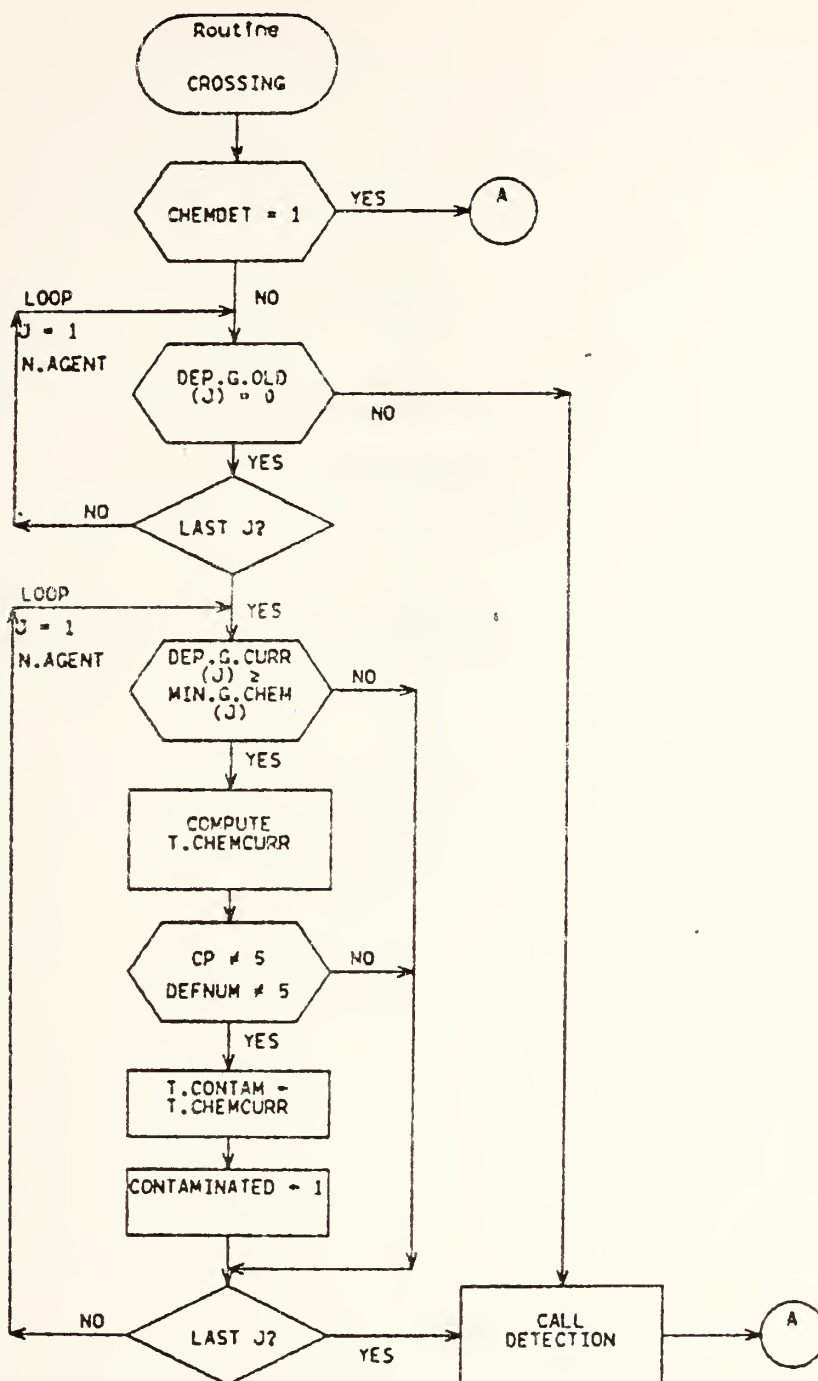 Routine
CROSSING
CHEMDET = 1
YES
A
NO
LOOP
J = 1
N.AGENT
DEP.G.OLD
(J) = 0
NO
YES
NO
LAST J?
LOOP
J = 1
N.AGENT
YES
DEP.G.CURR
(J) ≥
MIN.G.CHEM
(J)
NO
YES
COMPUTE
T.CHEMCURR
CP ≠ 5
DEFNUM ≠ 5
NO
YES
T.CONTAM =
T.CHEMCURR
CONTAMINATED = 1
NO
LAST J?
YES
CALL
DETECTION
A